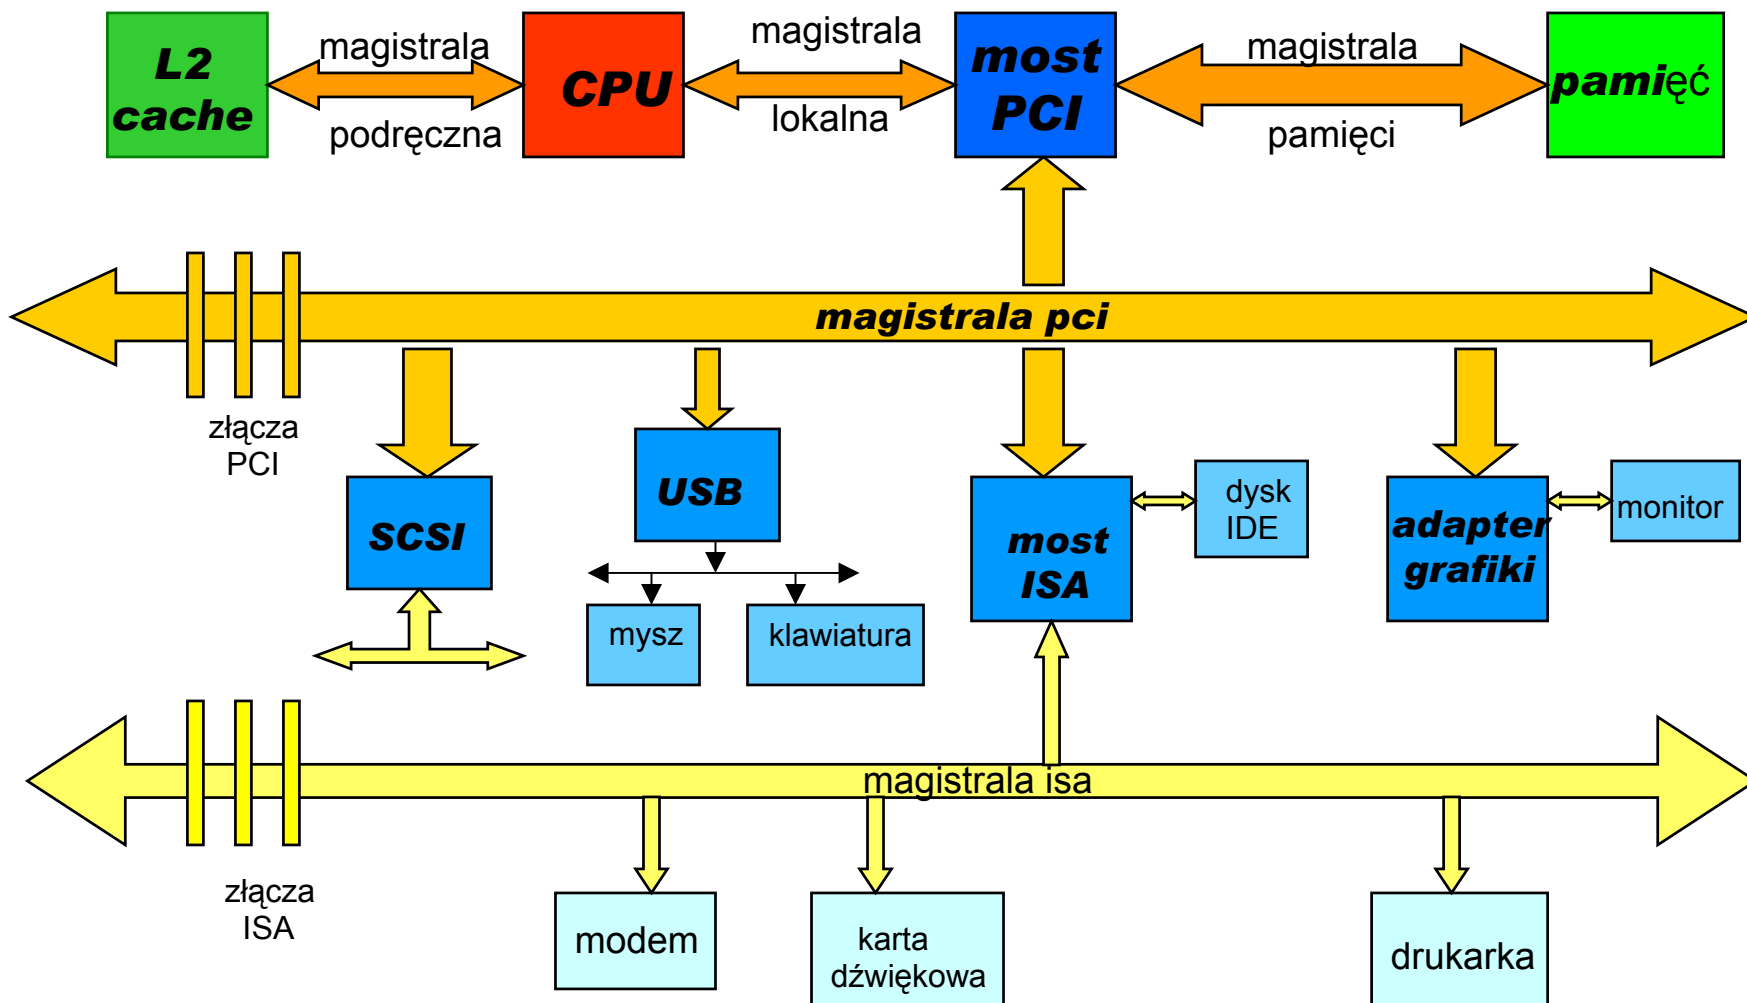 L2
cache
magistrala
podręczna
CPU
magistrala
lokalna
most
PCI
magistrala
pamięci
pamięć
magistrala pci
złącza
PCI
SCSI
USB
mysz
klawiatura
most
ISA
dysk
IDE
adapter
grafiki
monitor
magistrala isa
złącza
ISA
modem
karta
dźwiękowa
drukarka